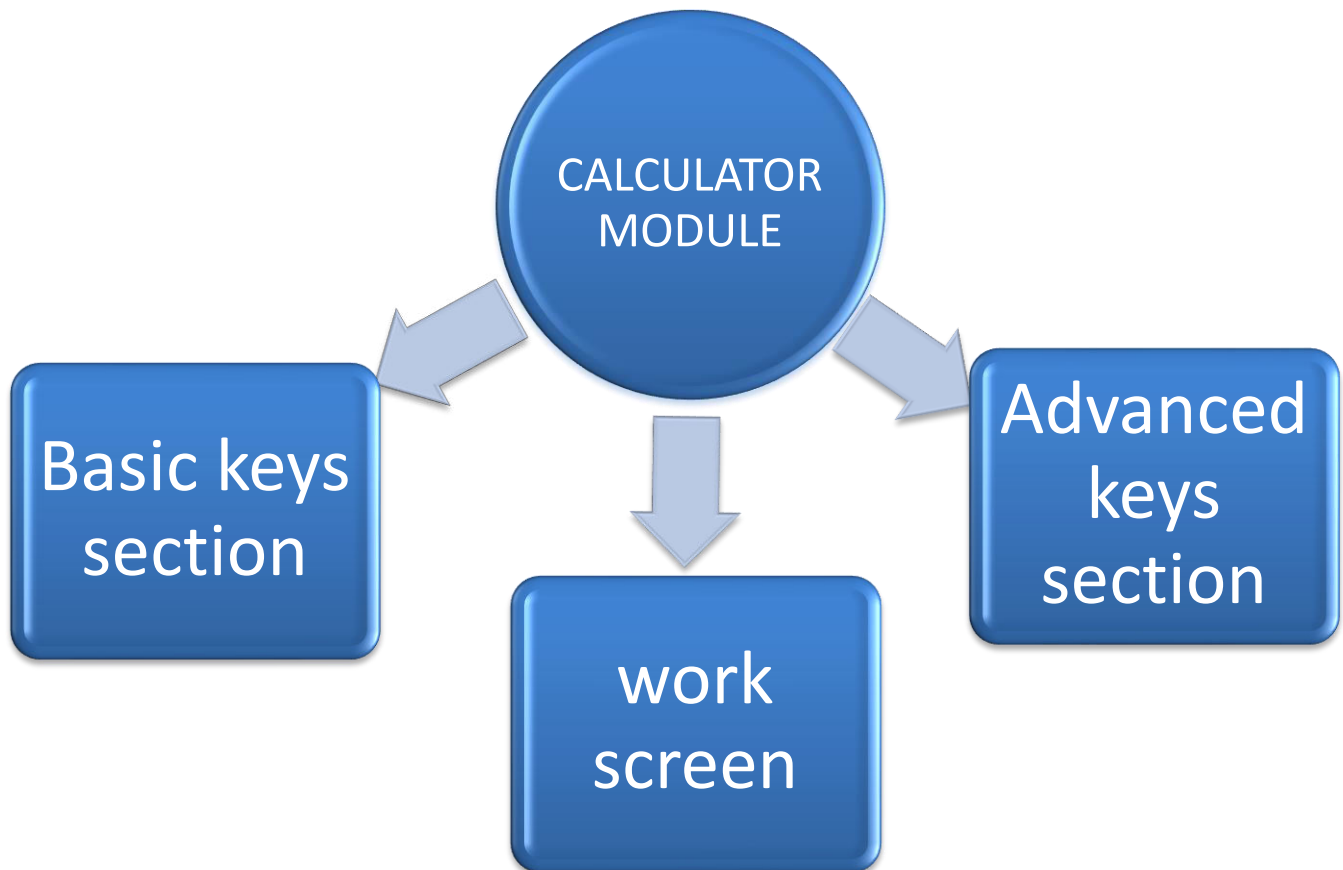 CALCULATOR
MODULE
Basic keys
section
work
screen
Advanced
keys
section